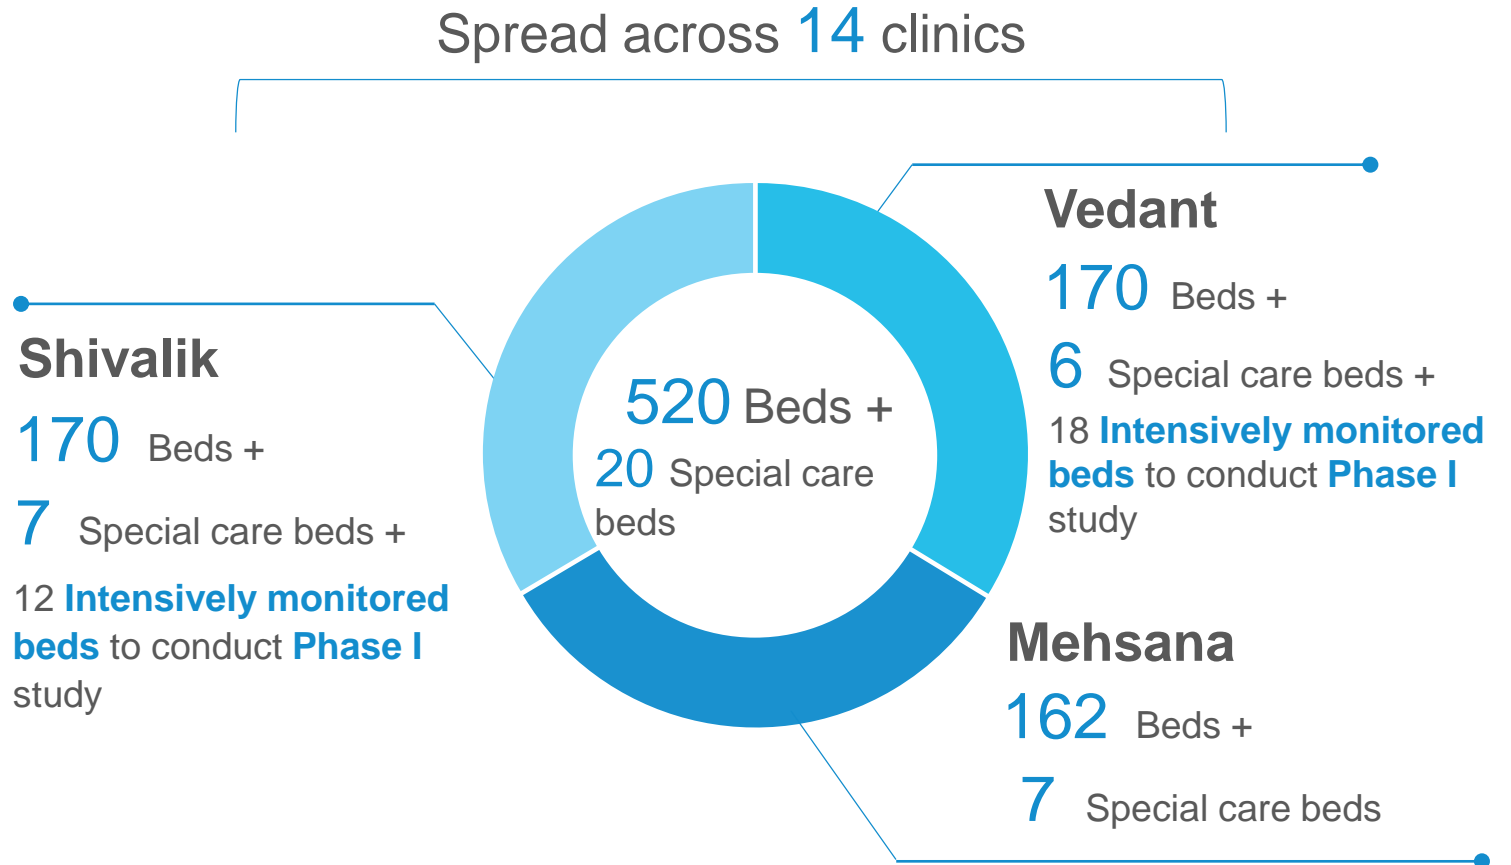 Spread across 14 clinics
Shivalik
170 Beds +
7 Special care beds +
12 Intensively monitored
beds to conduct Phase I
study
520 Beds +
20 Special care
beds
Vedant
170 Beds +
6 Special care beds +
18 Intensively monitored
beds to conduct Phase I
study
Mehsana
162 Beds +
7 Special care beds